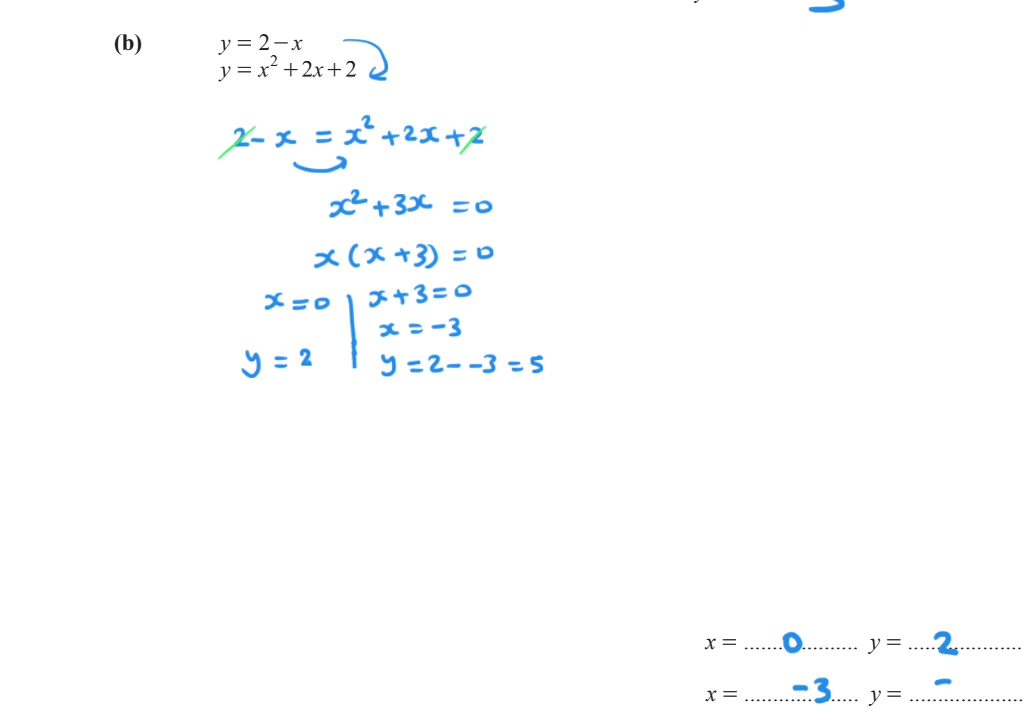 (b) y = 2 − x
y = x² + 2x + 2
2 - x = x² + 2x + 2
x² + 3x = 0
x (x + 3) = 0
x = 0 | x + 3 = 0
x = -3
y = 2 | y = 2 - -3 = 5
x = ......0.......... y = .....2......................
x = ............-3..... y = ......................